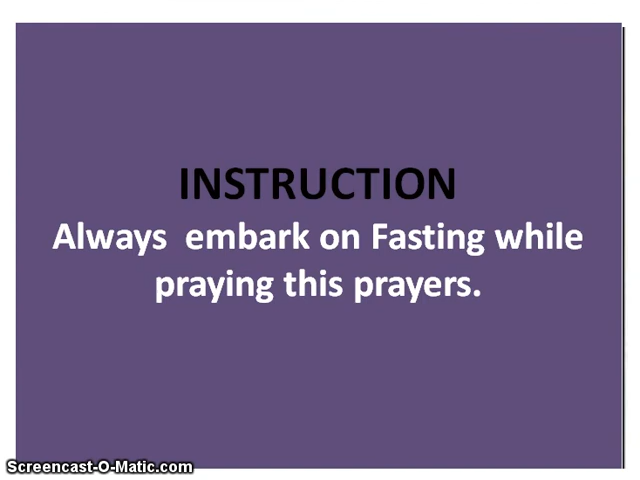 INSTRUCTION
Always  embark on Fasting while
praying this prayers.
Screencast-O-Matic.com